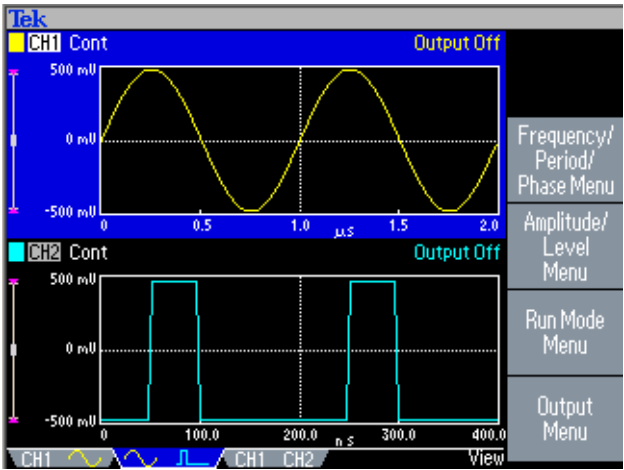 Tek
CH1 Cont Output Off
500 mV
0 mV
-500 mV
0 0.5 1.0 1.5 2.0
µs
CH2 Cont Output Off
500 mV
0 mV
-500 mV
0 100.0 200.0 300.0 400.0
ns
CH1 CH1 CH2 View
Frequency/
Period/
Phase Menu
Amplitude/
Level
Menu
Run Mode
Menu
Output
Menu